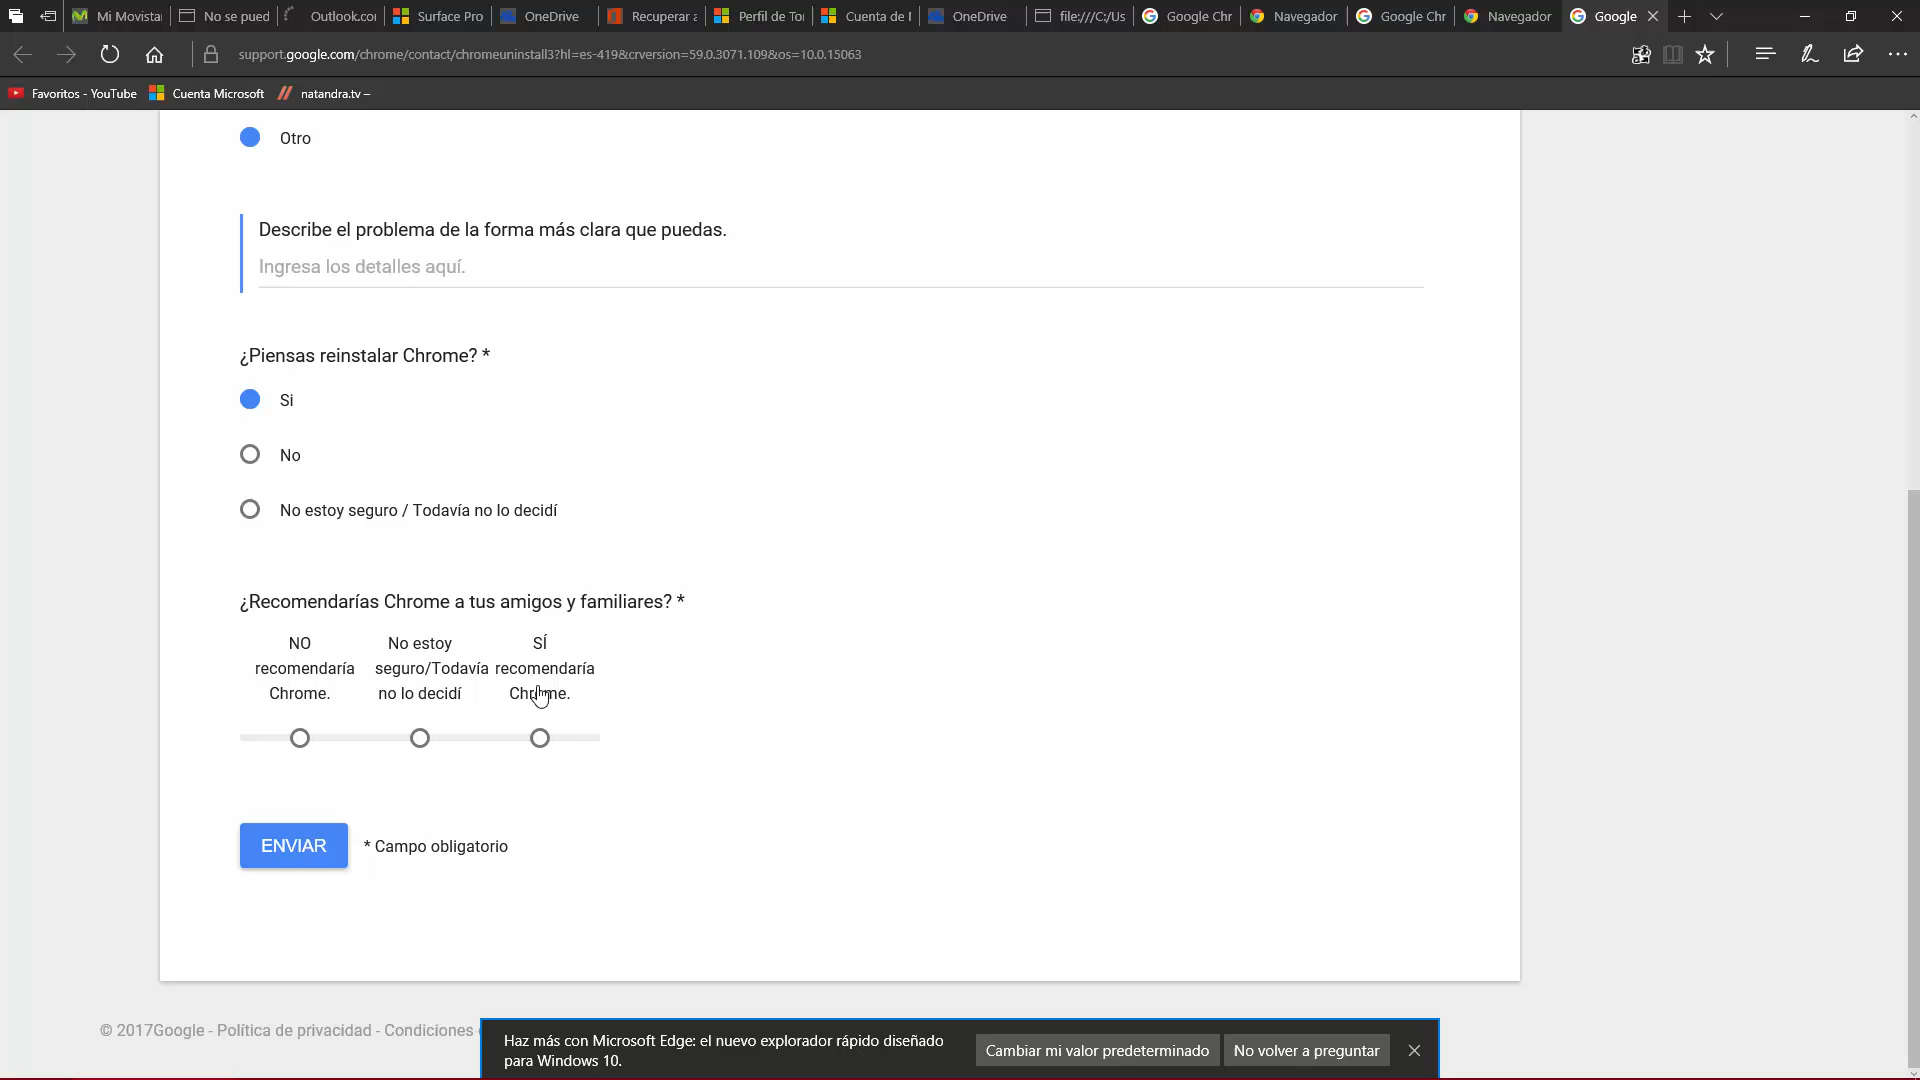 Mi Movista
No se pued
Outlook.co
Surface Pro
OneDrive
Recuperar
Perfil de To
Cuenta de
OneDrive
file:///C:/Us
Google Chr
Navegador
Google Chr
Navegador
Google
support.google.com/chrome/contact/chromeuninstall3?hl=es-419&crversion=59.0.3071.109&os=10.0.15063
Favoritos - YouTube
Cuenta Microsoft
natandra.tv –
Otro
Describe el problema de la forma más clara que puedas.
Ingresa los detalles aquí.
¿Piensas reinstalar Chrome? *
Si
No
No estoy seguro / Todavía no lo decidí
¿Recomendarías Chrome a tus amigos y familiares? *
NO
recomendaría
Chrome.
No estoy
seguro/Todavía
no lo decidí
SÍ
recomendaría
Chrome.
ENVIAR
* Campo obligatorio
© 2017Google - Política de privacidad - Condiciones
Haz más con Microsoft Edge: el nuevo explorador rápido diseñado
para Windows 10.
Cambiar mi valor predeterminado
No volver a preguntar